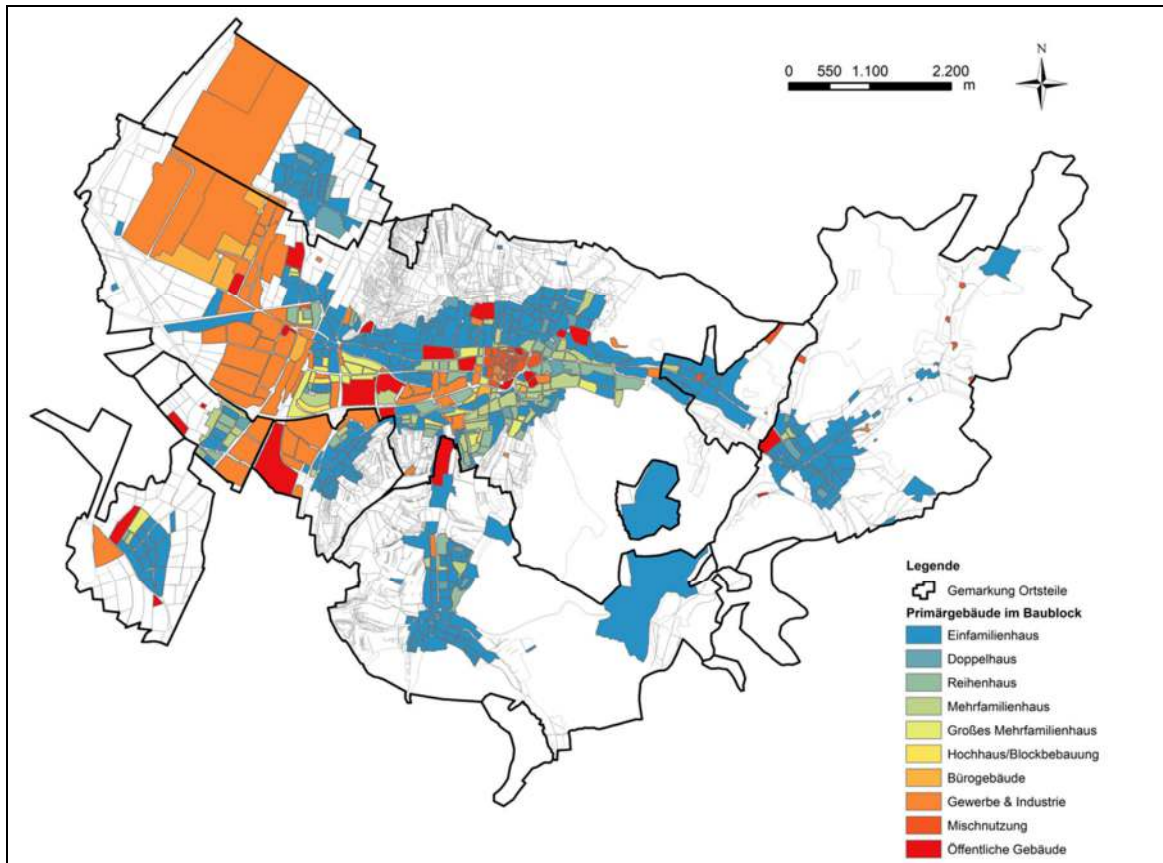 N
0 550 1.100 2.200
m
Legende
Gemarkung Ortsteile
Primärgebäude im Baublock
Einfamilienhaus
Doppelhaus
Reihenhaus
Mehrfamilienhaus
Großes Mehrfamilienhaus
Hochhaus/Blockbebauung
Bürogebäude
Gewerbe & Industrie
Mischnutzung
Öffentliche Gebäude